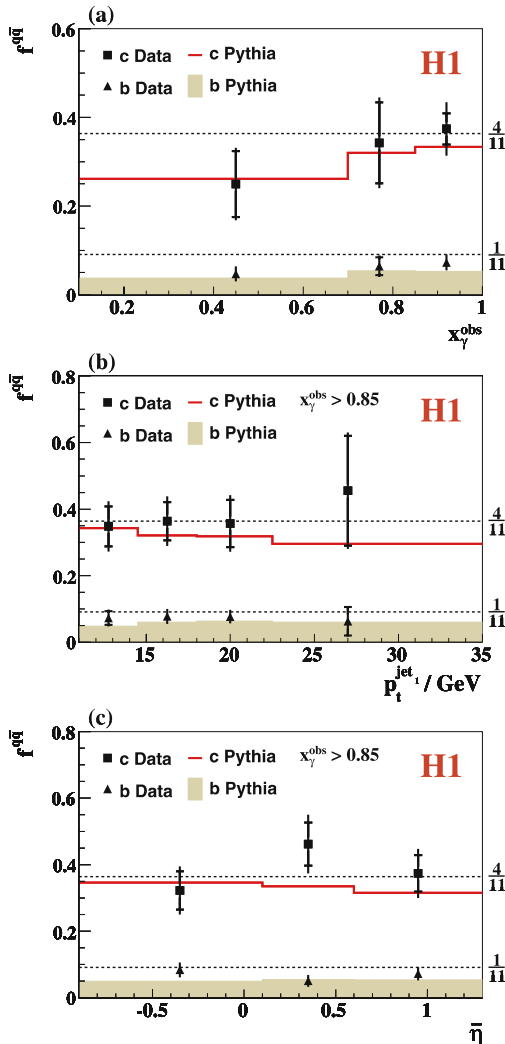 (a)
f^{qq̅}
0.6
0.4
0.2
0
c Data
c Pythia
b Data
b Pythia
H1
4/11
1/11
0.2 0.4 0.6 0.8 1
x_γ^{obs}
(b)
f^{qq̅}
0.8
0.6
0.4
0.2
0
c Data
c Pythia
x_γ^{obs} > 0.85
b Data
b Pythia
H1
4/11
1/11
15 20 25 30 35
p_t^{jet_1} / GeV
(c)
f^{qq̅}
0.8
0.6
0.4
0.2
0
c Data
c Pythia
x_γ^{obs} > 0.85
b Data
b Pythia
H1
4/11
1/11
-0.5 0 0.5 1
η̅